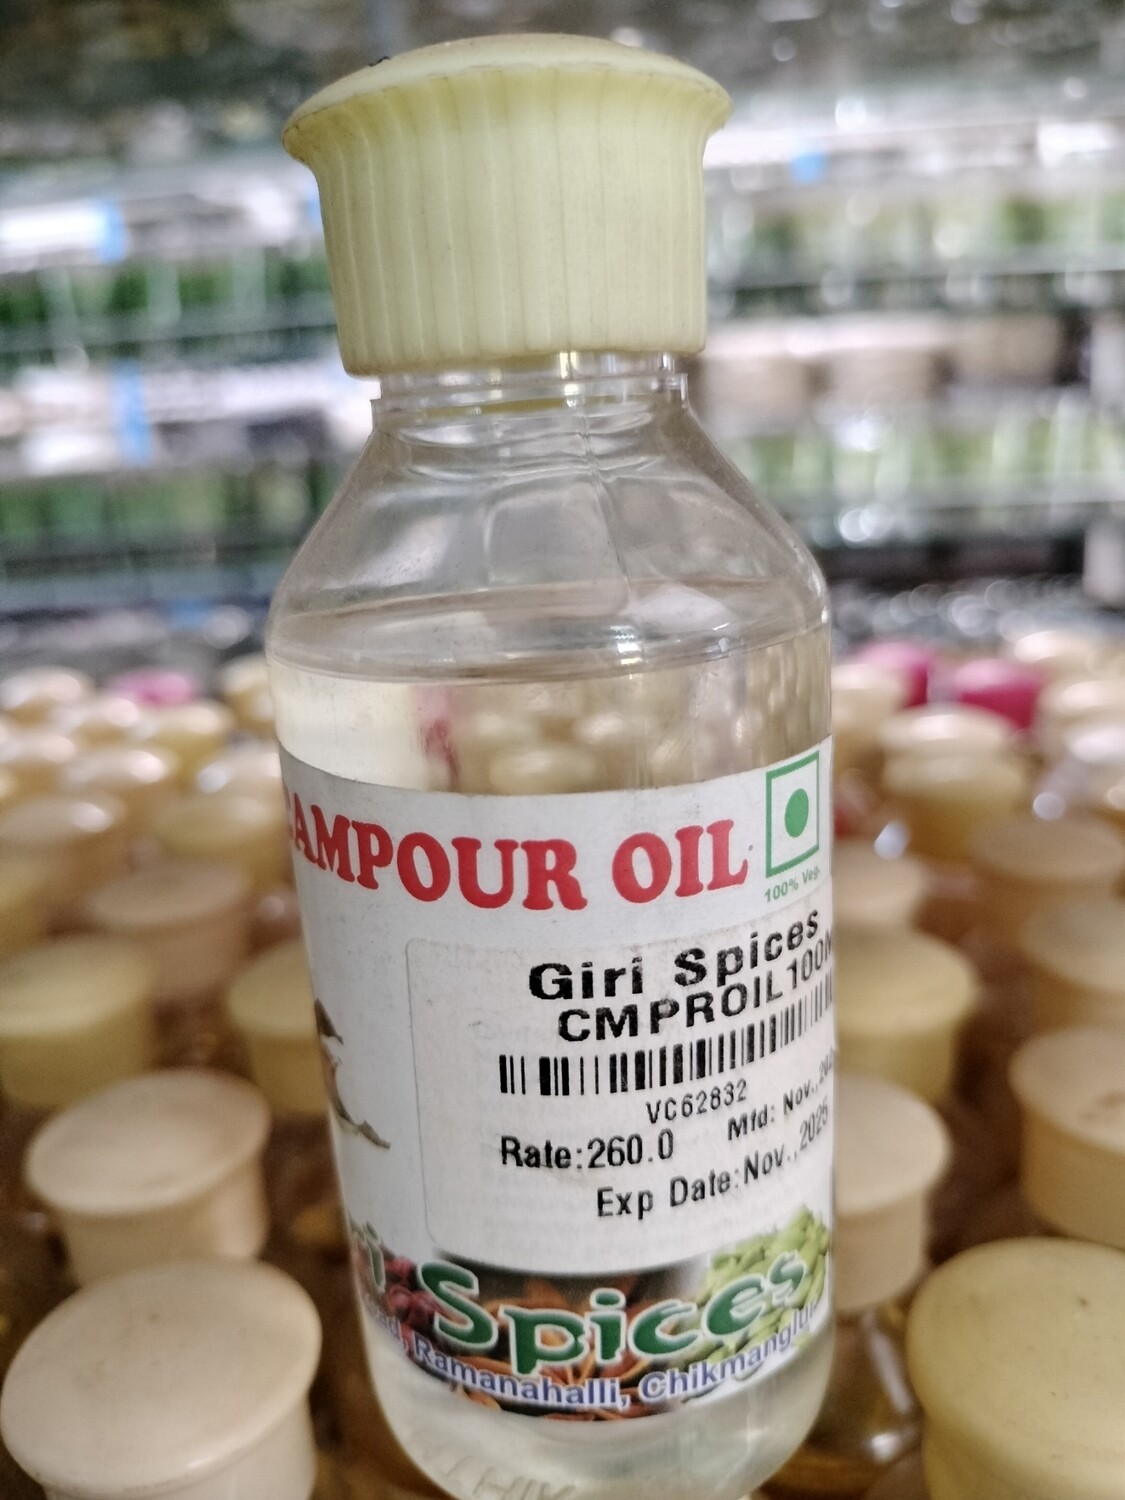 CAMPOUR OIL
100% Veg.
Giri Spices
CMPROIL100M
VC62832
Rate:260.0 Mfd: Nov.,
Exp Date:Nov.,2025
Spices
Ramanahalli, Chikmanglur